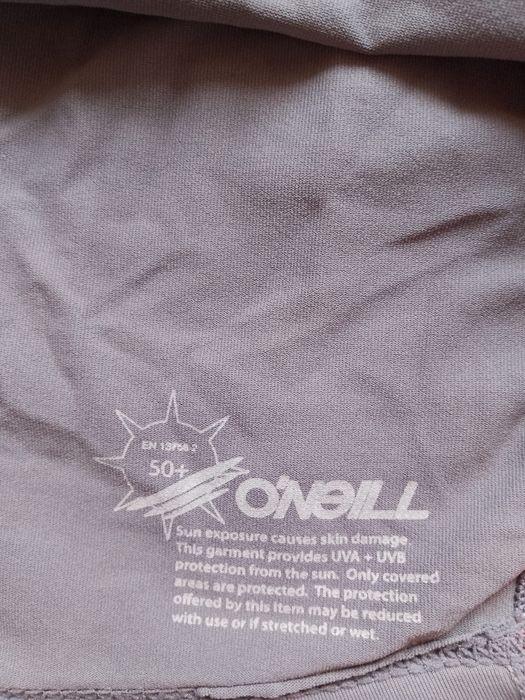 EN 13758-2
50+
O'NEILL
Sun exposure causes skin damage.
This garment provides UVA + UVB
protection from the sun. Only covered
areas are protected. The protection
offered by this item may be reduced
with use or if stretched or wet.